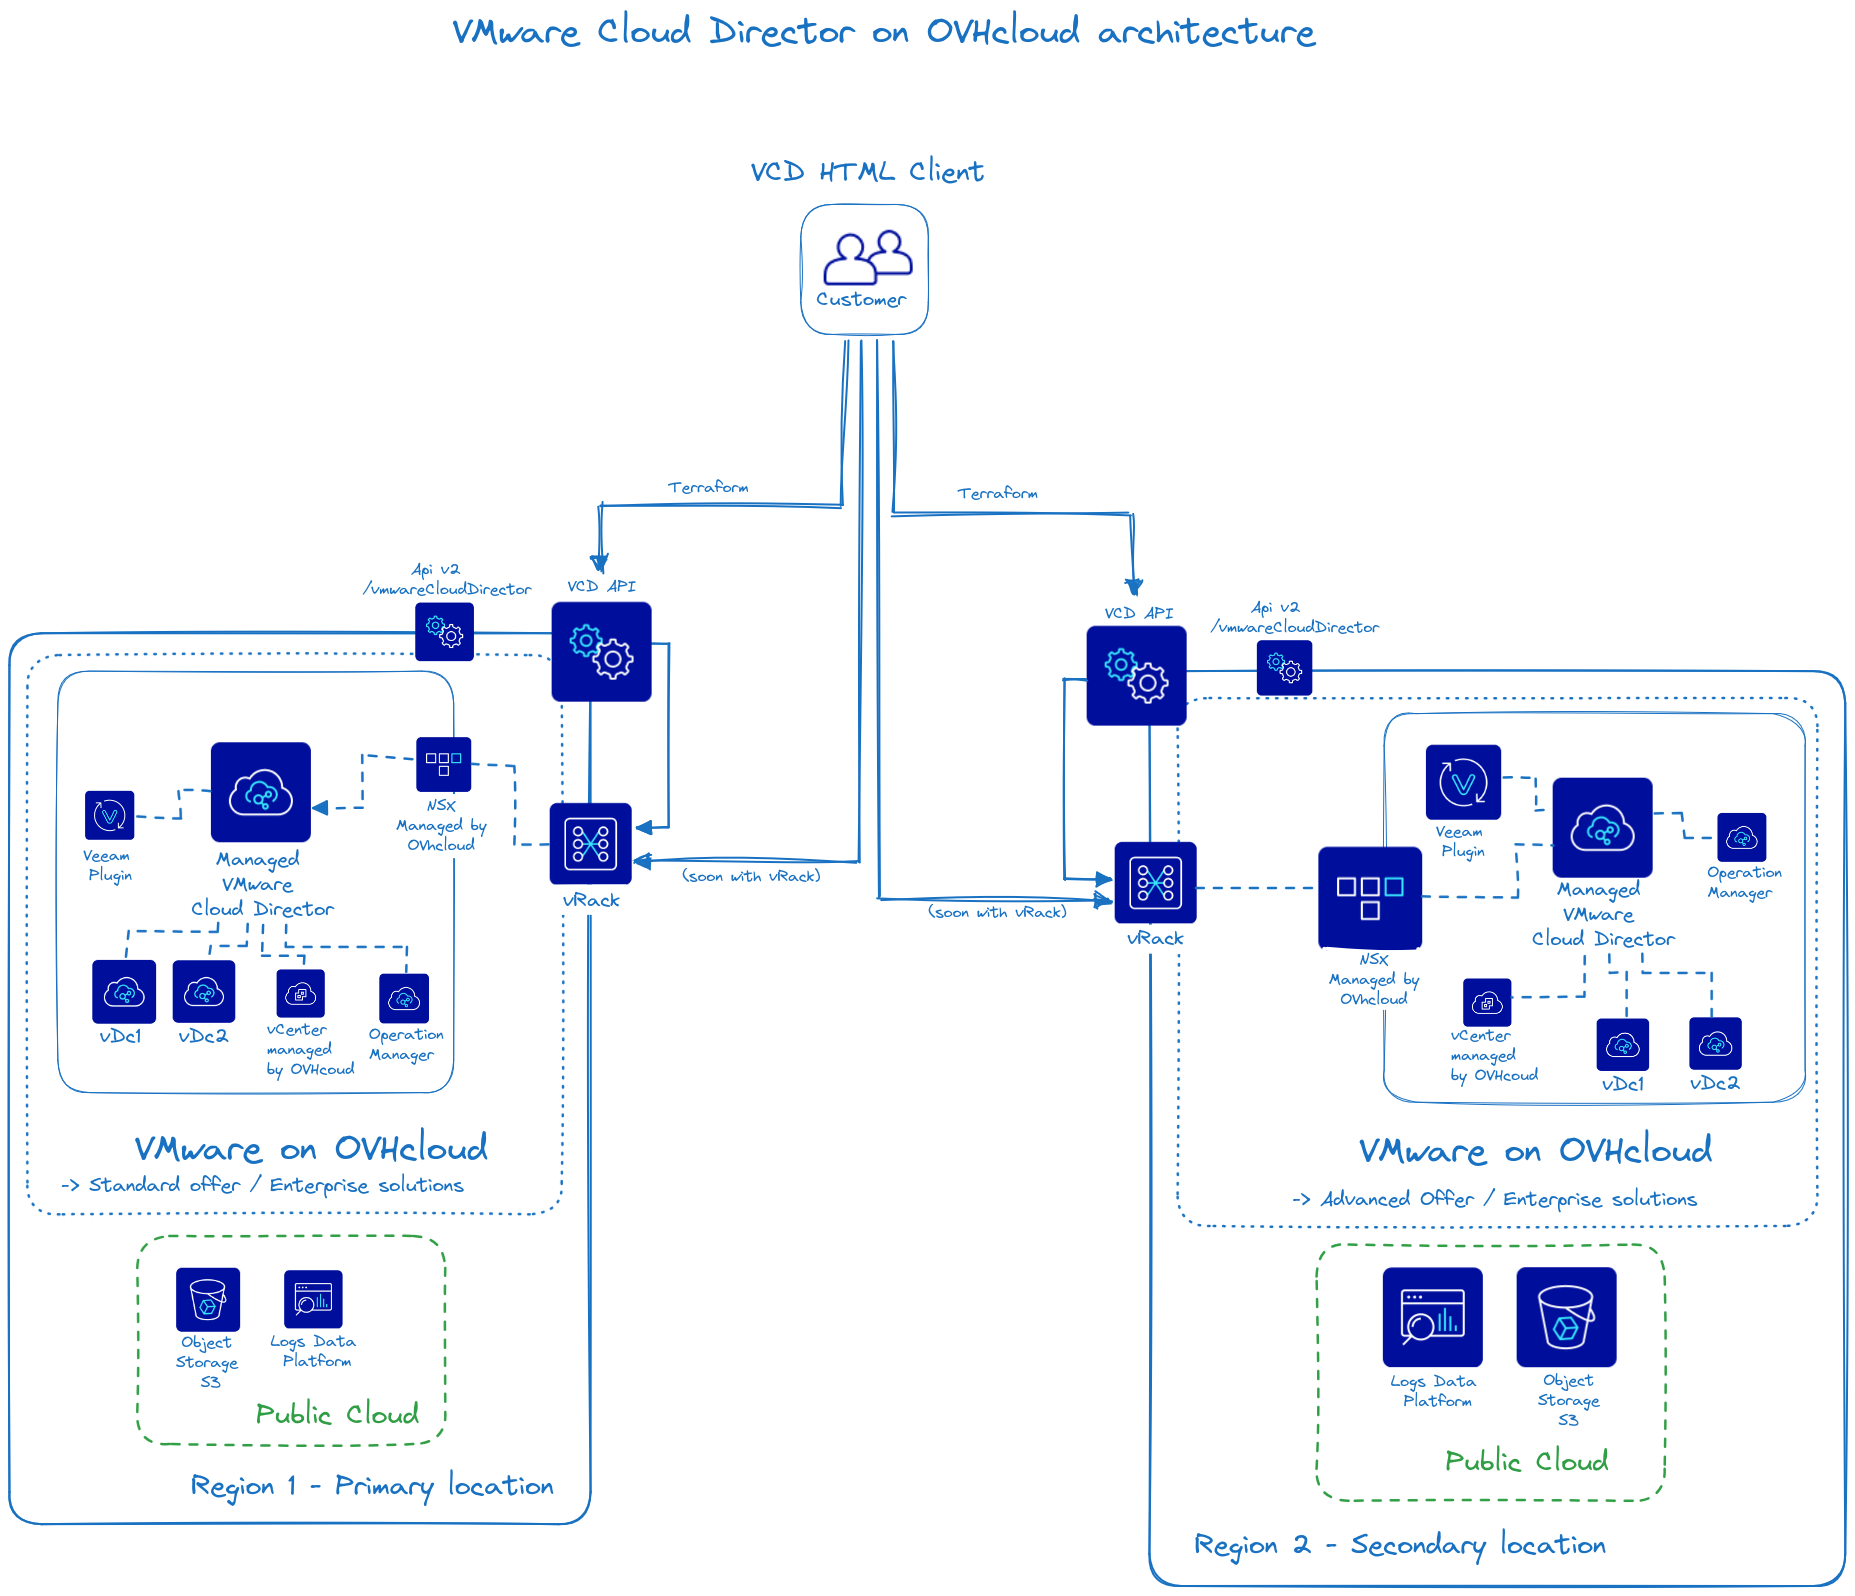 VMware Cloud Director on OVHcloud architecture
VCD HTML Client
Customer
Terraform
Terraform
Api v2
/vmwareCloudDirector
VCD API
VCD API
Api v2
/vmwareCloudDirector
NSX
Managed by
OVhcloud
Veeam
Plugin
Managed
VMware
Cloud Director
(soon with vRack)
vRack
vDc1
vDc2
vCenter
managed
by OVHcoud
Operation
Manager
VMware on OVHcloud
-> Standard offer / Enterprise solutions
Object
Storage
S3
Logs Data
Platform
Public Cloud
Region 1 - Primary location
(soon with vRack)
vRack
NSX
Managed by
OVhcloud
Veeam
Plugin
Managed
VMware
Cloud Director
Operation
Manager
vCenter
managed
by OVHcoud
vDc1
vDc2
VMware on OVHcloud
-> Advanced Offer / Enterprise solutions
Logs Data
Platform
Object
Storage
S3
Public Cloud
Region 2 - Secondary location